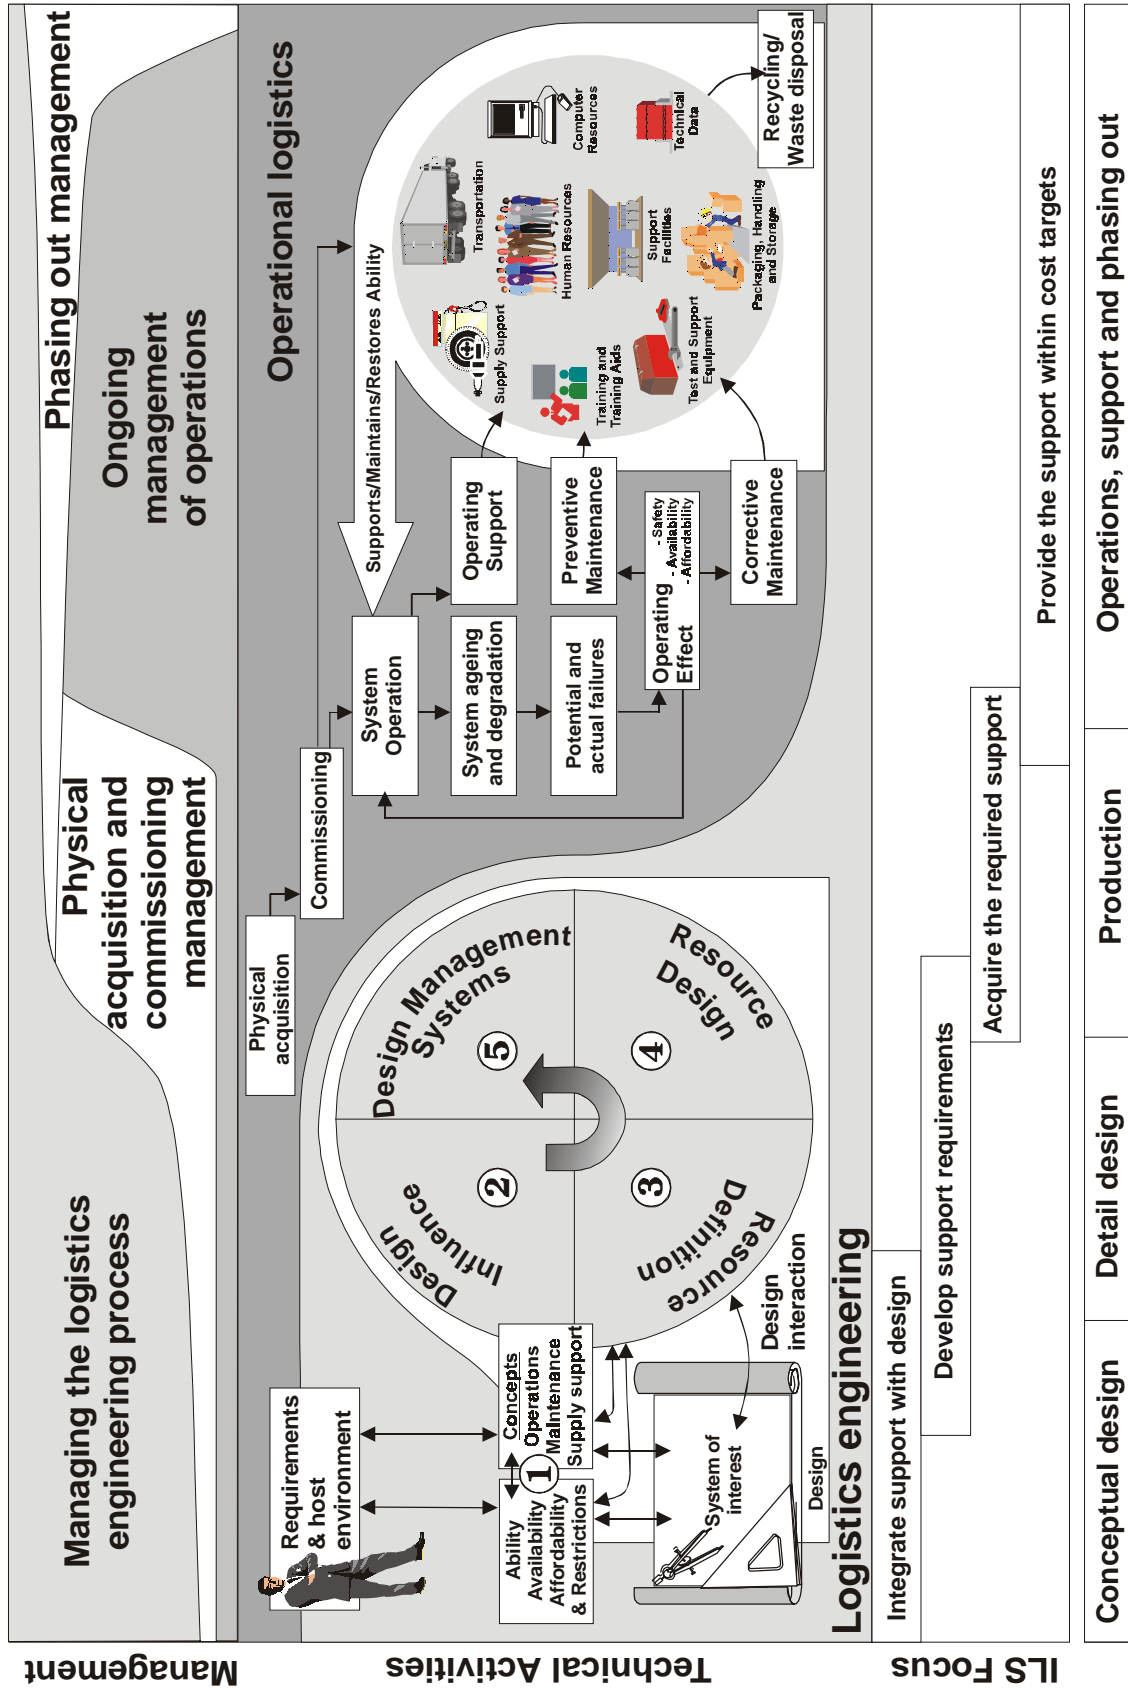 Management
Managing the logistics
engineering process
Physical
acquisition and
commissioning
management
Ongoing
management
of operations
Phasing out management
Technical Activities
Requirements
& host
environment
Physical
acquisition
Commissioning
Operational logistics
Ability
Availability
Affordability
& Restrictions
1
Concepts
Operations
Maintenance
Supply support
System of
interest
Design
Design
interaction
Design
Influence
2
Resource
Definition
3
Resource
Design
4
Design Management
Systems
5
Logistics engineering
System
Operation
System ageing
and degradation
Potential and
actual failures
Operating
Effect
- Safety
- Availability
- Affordability
Supports/Maintains/Restores Ability
Operating
Support
Preventive
Maintenance
Corrective
Maintenance
Supply Support
Transportation
Computer
Resources
Human Resources
Training and
Training Aids
Support
Facilities
Technical
Data
Test and Support
Equipment
Packaging, Handling
and Storage
Recycling/
Waste disposal
ILS Focus
Integrate support with design
Develop support requirements
Acquire the required support
Provide the support within cost targets
Conceptual design
Detail design
Production
Operations, support and phasing out